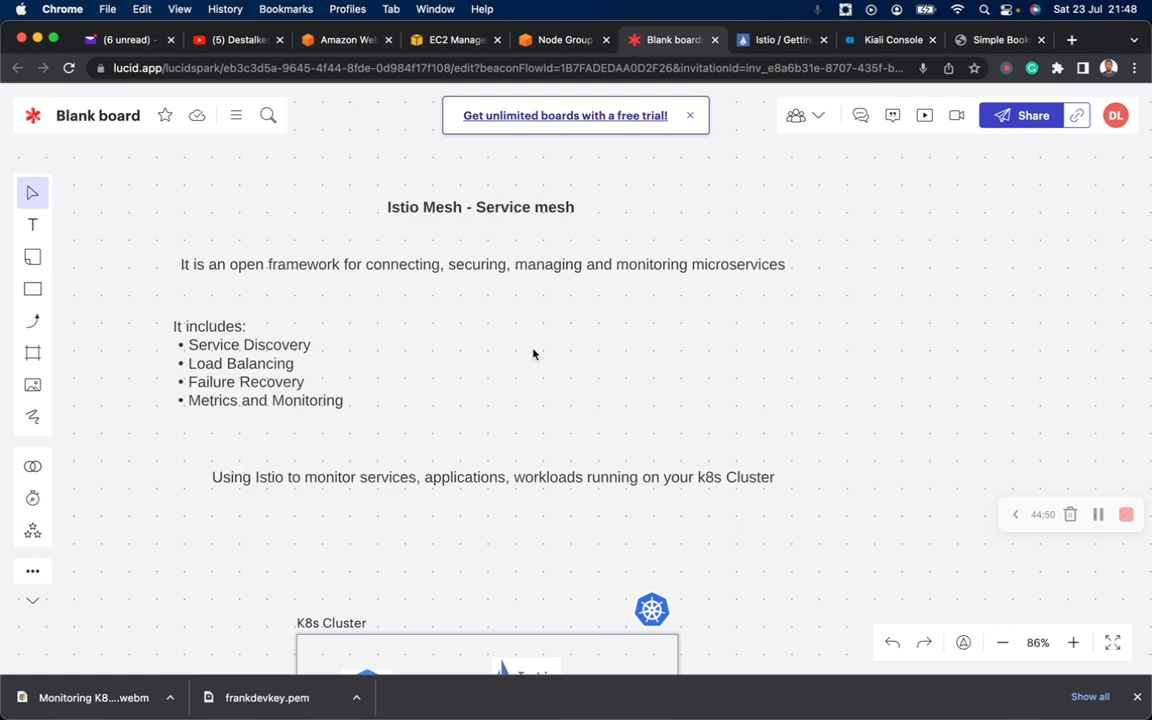 Chrome File Edit View History Bookmarks Profiles Tab Window Help Sat 23 Jul 21:48
(6 unread) - (5) Destalke Amazon We EC2 Manage Node Group Blank board: Istio / Gettin Kiali Console Simple Book
lucid.app/lucidspark/eb3c3d5a-9645-4f44-8fde-0d984f17f108/edit?beaconFlowId=1B7FADEDAA0D2F26&invitationId=inv_e8a6b31e-8707-435f-b...
Blank board Get unlimited boards with a free trial! Share DL
Istio Mesh - Service mesh
It is an open framework for connecting, securing, managing and monitoring microservices
It includes:
• Service Discovery
• Load Balancing
• Failure Recovery
• Metrics and Monitoring
Using Istio to monitor services, applications, workloads running on your k8s Cluster
44:50
K8s Cluster
86%
Monitoring K8....webm frankdevkey.pem Show all